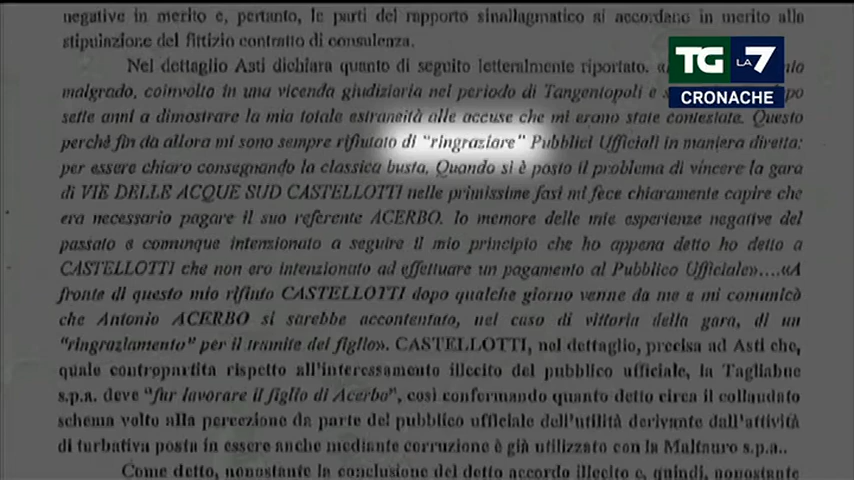 negative in merito e, pertanto, le parti del rapporto sinallagmatico si accordano in merito alla
stipulazione del fittizio contratto di consulenza.
Nel dettaglio Asti dichiara quanto di seguito letteralmente riportato. «
TG LA 7
malgrado, coinvolto in una vicenda giudiziaria nel periodo di Tangentopoli e
CRONACHE
sette anni a dimostrare la mia totale estraneità alle accuse che mi erano state contestate. Questo
perchè fin da allora mi sono sempre rifiutato di "ringraziare" Pubblici Ufficiali in maniera diretta:
per essere chiaro consegnando la classica busta. Quando si è posto il problema di vincere la gara
di VIE DELLE ACQUE SUD CASTELLOTTI nelle primissime fasi mi fece chiaramente capire che
era necessario pagare il suo referente ACERBO. Io memore delle mie esperienze negative del
passato e comunque intensionato a seguire il mio principio che ho appena detto ho detto a
CASTELLOTTI che non ero intenzionato ad effettuare un pagamento al Pubblico Ufficiale»....«A
fronte di questo mio rifiuto CASTELLOTTI dopo qualche giorno venne da me e mi comunicò
che Antonio ACERBO si sarebbe accontentato, nel caso di vittoria della gara, di un
"ringraziamento" per il tramite del figlio». CASTELLOTTI, nel dettaglio, precisa ad Asti che,
quale contropartita rispetto all'interessamento illecito del pubblico ufficiale, la Tagliabue
s.p.a. deve "far lavorare il figlio di Acerbo", così confermando quanto detto circa il collaudato
schema volto alla percezione da parte del pubblico ufficiale dell'utilità derivante dall'attività
di turbativa posta in essere anche mediante corruzione e già utilizzato con la Maltauro s.p.a..
Come detto, nonostante la conclusione del detto accordo illecito e, quindi, nonostante